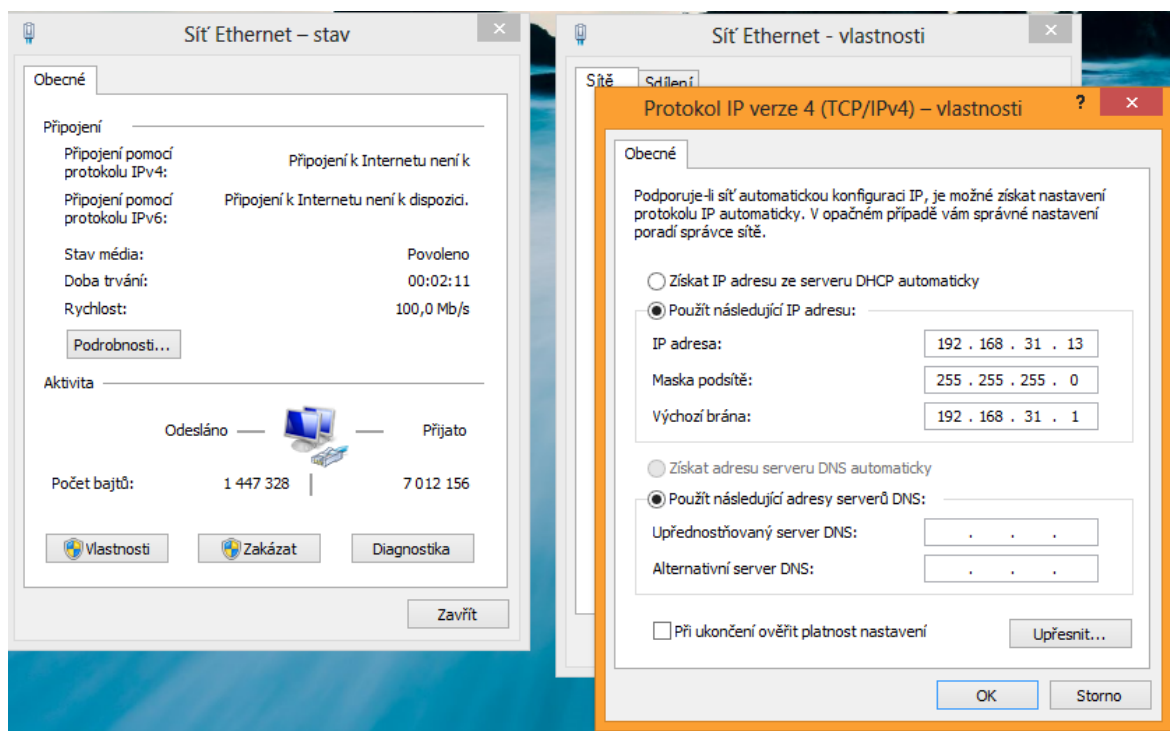 Síť Ethernet – stav
Obecné
Připojení
Připojení pomocí
protokolu IPv4:
Připojení k Internetu není k
Připojení pomocí
protokolu IPv6:
Připojení k Internetu není k dispozici.
Stav média:
Povoleno
Doba trvání:
00:02:11
Rychlost:
100,0 Mb/s
Podrobnosti...
Aktivita
Odesláno
Přijato
Počet bajtů:
1 447 328
7 012 156
Vlastnosti
Zakázat
Diagnostika
Zavřít
Síť Ethernet - vlastnosti
Sítě
Sdílení
Protokol IP verze 4 (TCP/IPv4) – vlastnosti
?
Obecné
Podporuje-li síť automatickou konfiguraci IP, je možné získat nastavení
protokolu IP automaticky. V opačném případě vám správné nastavení
poradí správce sítě.
Získat IP adresu ze serveru DHCP automaticky
Použít následující IP adresu:
IP adresa:
192 . 168 . 31 . 13
Maska podsítě:
255 . 255 . 255 . 0
Výchozí brána:
192 . 168 . 31 . 1
Získat adresu serveru DNS automaticky
Použít následující adresy serverů DNS:
Upřednostňovaný server DNS:
. . .
Alternativní server DNS:
. . .
Při ukončení ověřit platnost nastavení
Upřesnit...
OK
Storno